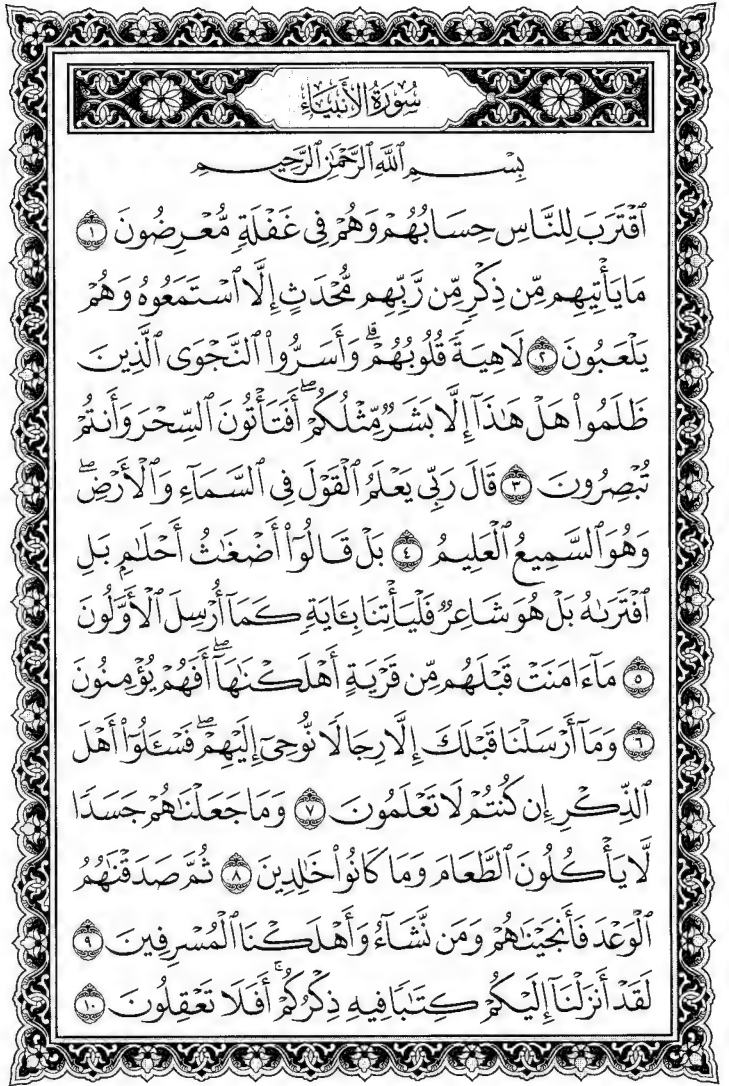 سُورَةُ الأَنبِيَاءِ
بِسْمِ ٱللَّهِ ٱلرَّحْمَٰنِ ٱلرَّحِيمِ
ٱقْتَرَبَ لِلنَّاسِ حِسَابُهُمْ وَهُمْ فِى غَفْلَةٍ مُّعْرِضُونَ ١
مَا يَأْتِيهِم مِّن ذِكْرٍ مِّن رَّبِّهِم مُّحْدَثٍ إِلَّا ٱسْتَمَعُوهُ وَهُمْ
يَلْعَبُونَ ٢ لَاهِيَةً قُلُوبُهُمْ ۗ وَأَسَرُّوا۟ ٱلنَّجْوَى ٱلَّذِينَ
ظَلَمُوا۟ هَلْ هَٰذَآ إِلَّا بَشَرٌ مِّثْلُكُمْ ۖ أَفَتَأْتُونَ ٱلسِّحْرَ وَأَنتُمْ
تُبْصِرُونَ ٣ قَالَ رَبِّى يَعْلَمُ ٱلْقَوْلَ فِى ٱلسَّمَآءِ وَٱلْأَرْضِ ۖ
وَهُوَ ٱلسَّمِيعُ ٱلْعَلِيمُ ٤ بَلْ قَالُوٓا۟ أَضْغَٰثُ أَحْلَٰمٍ بَلِ
ٱفْتَرَىٰهُ بَلْ هُوَ شَاعِرٌ فَلْيَأْتِنَا بِـَٔايَةٍ كَمَآ أُرْسِلَ ٱلْأَوَّلُونَ
٥ مَآ ءَامَنَتْ قَبْلَهُم مِّن قَرْيَةٍ أَهْلَكْنَٰهَآ ۖ أَفَهُمْ يُؤْمِنُونَ
٦ وَمَآ أَرْسَلْنَا قَبْلَكَ إِلَّا رِجَالًا نُّوحِىٓ إِلَيْهِمْ ۖ فَسْـَٔلُوٓا۟ أَهْلَ
ٱلذِّكْرِ إِن كُنتُمْ لَا تَعْلَمُونَ ٧ وَمَا جَعَلْنَٰهُمْ جَسَدًا
لَّا يَأْكُلُونَ ٱلطَّعَامَ وَمَا كَانُوا۟ خَٰلِدِينَ ٨ ثُمَّ صَدَقْنَٰهُمُ
ٱلْوَعْدَ فَأَنجَيْنَٰهُمْ وَمَن نَّشَآءُ وَأَهْلَكْنَا ٱلْمُسْرِفِينَ ٩
لَقَدْ أَنزَلْنَآ إِلَيْكُمْ كِتَٰبًا فِيهِ ذِكْرُكُمْ ۖ أَفَلَا تَعْقِلُونَ ١٠